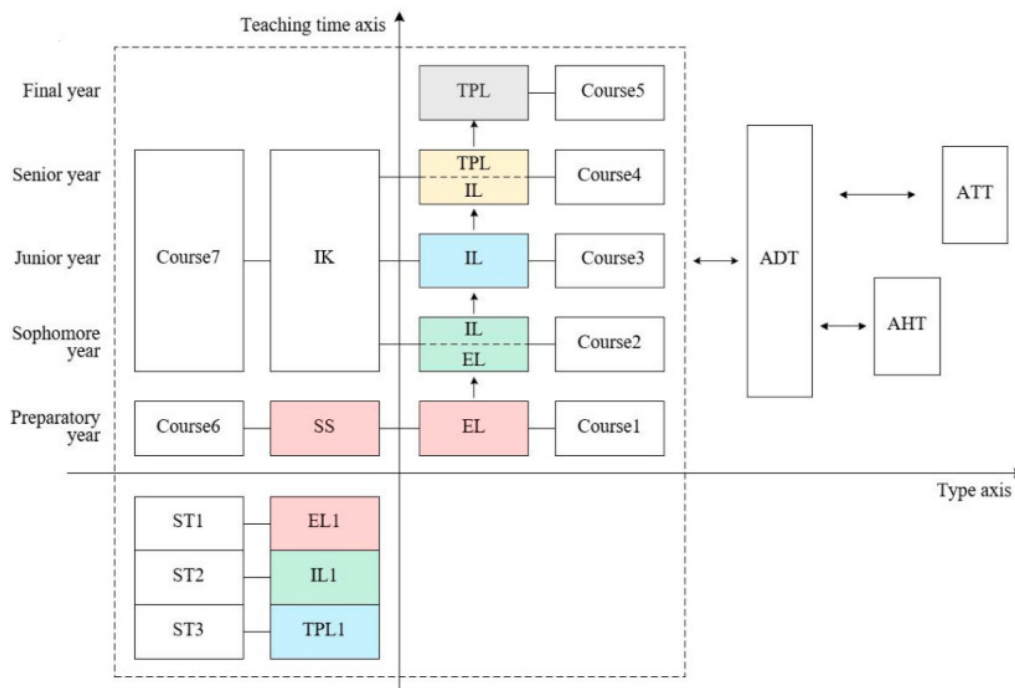 Teaching time axis
Final year
TPL
Course5
Senior year
TPL
IL
Course4
ATT
Junior year
Course7
IK
IL
Course3
ADT
Sophomore
year
IL
EL
Course2
AHT
Preparatory
year
Course6
SS
EL
Course1
Type axis
ST1
EL1
ST2
IL1
ST3
TPL1